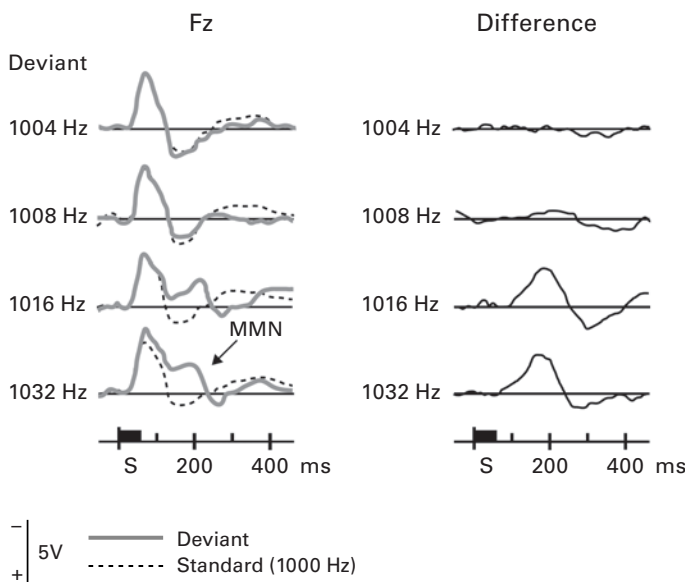 Fz Difference
Deviant
1004 Hz 1004 Hz
1008 Hz 1008 Hz
1016 Hz 1016 Hz
MMN
1032 Hz 1032 Hz
S 200 400 ms S 200 400 ms
−
5V
+
Deviant
Standard (1000 Hz)